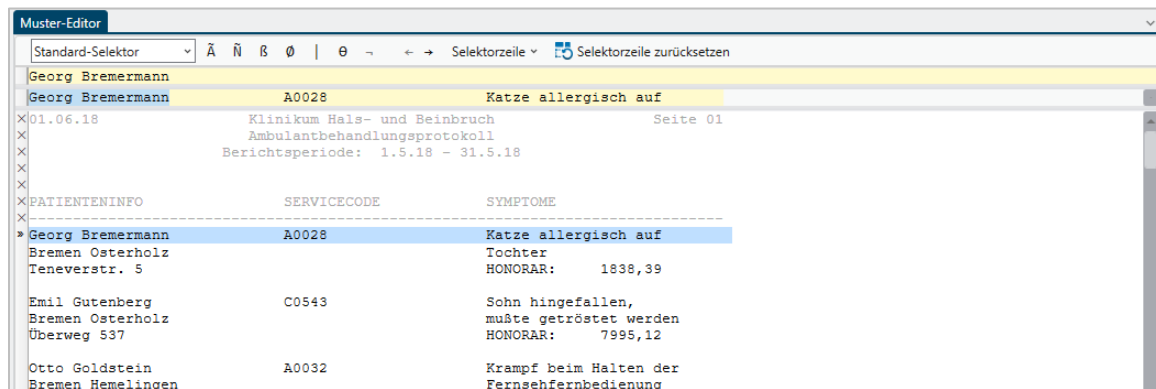 Muster-Editor
Standard-Selektor Ã Ñ ß Ø | Ө ¬ ← → Selektorzeile Selektorzeile zurücksetzen
Georg Bremermann
Georg Bremermann A0028 Katze allergisch auf
01.06.18 Klinikum Hals- und Beinbruch Seite 01
Ambulantbehandlungsprotokoll
Berichtsperiode: 1.5.18 - 31.5.18
PATIENTENINFO SERVICECODE SYMPTOME
-------------------------------------------------------------------------------
» Georg Bremermann A0028 Katze allergisch auf
Bremen Osterholz Tochter
Teneverstr. 5 HONORAR: 1838,39
Emil Gutenberg C0543 Sohn hingefallen,
Bremen Osterholz mußte getröstet werden
Überweg 537 HONORAR: 7995,12
Otto Goldstein A0032 Krampf beim Halten der
Bremen Hemelingen Fernsehfernbedienung